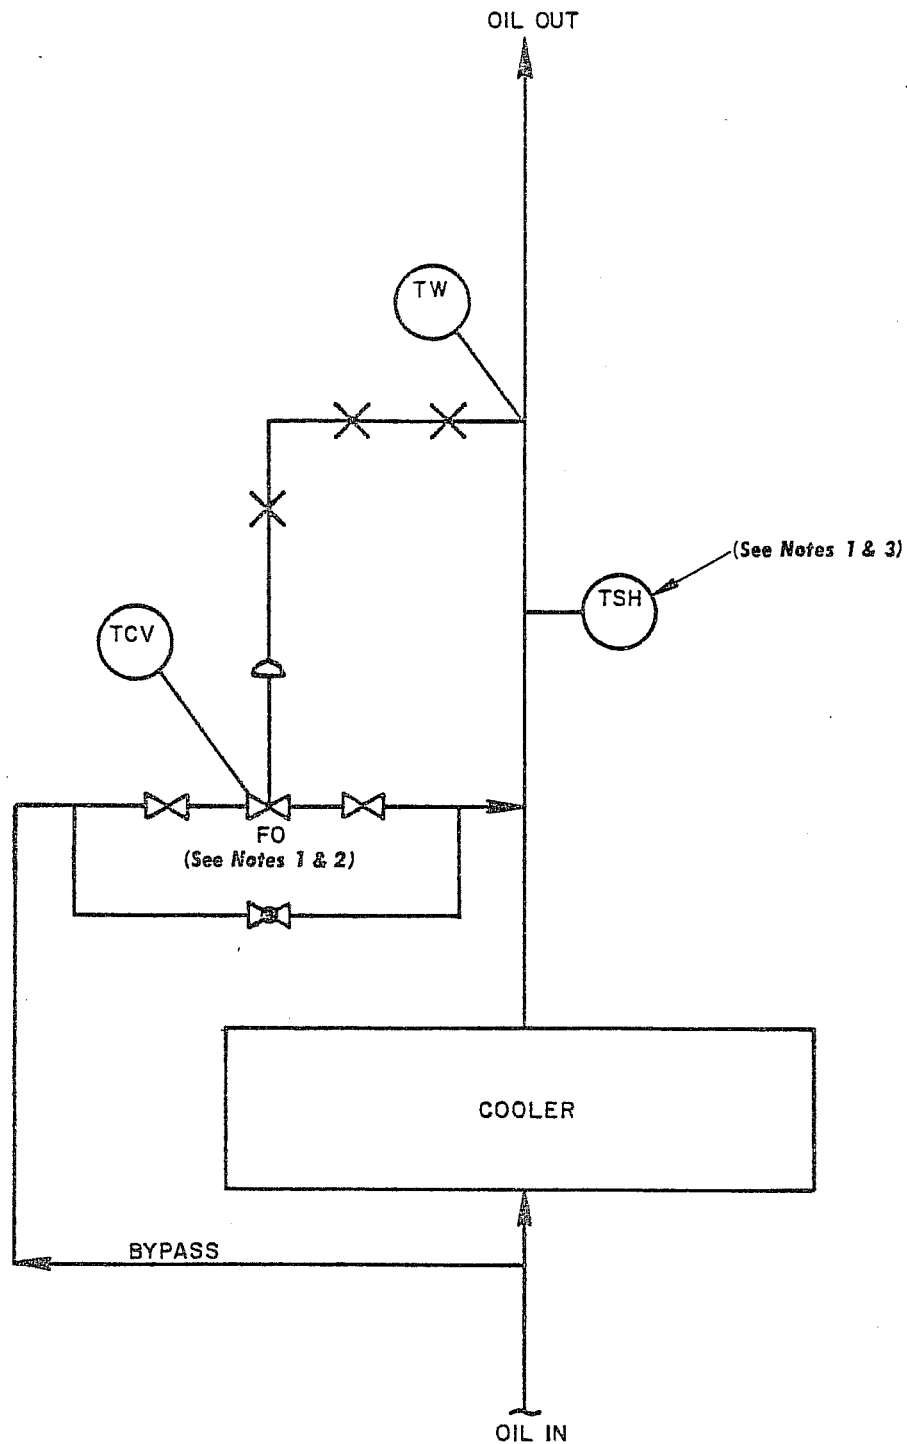 OIL OUT
TW
(See Notes 1 & 3)
TSH
TCV
FO
(See Notes 1 & 2)
COOLER
BYPASS
OIL IN